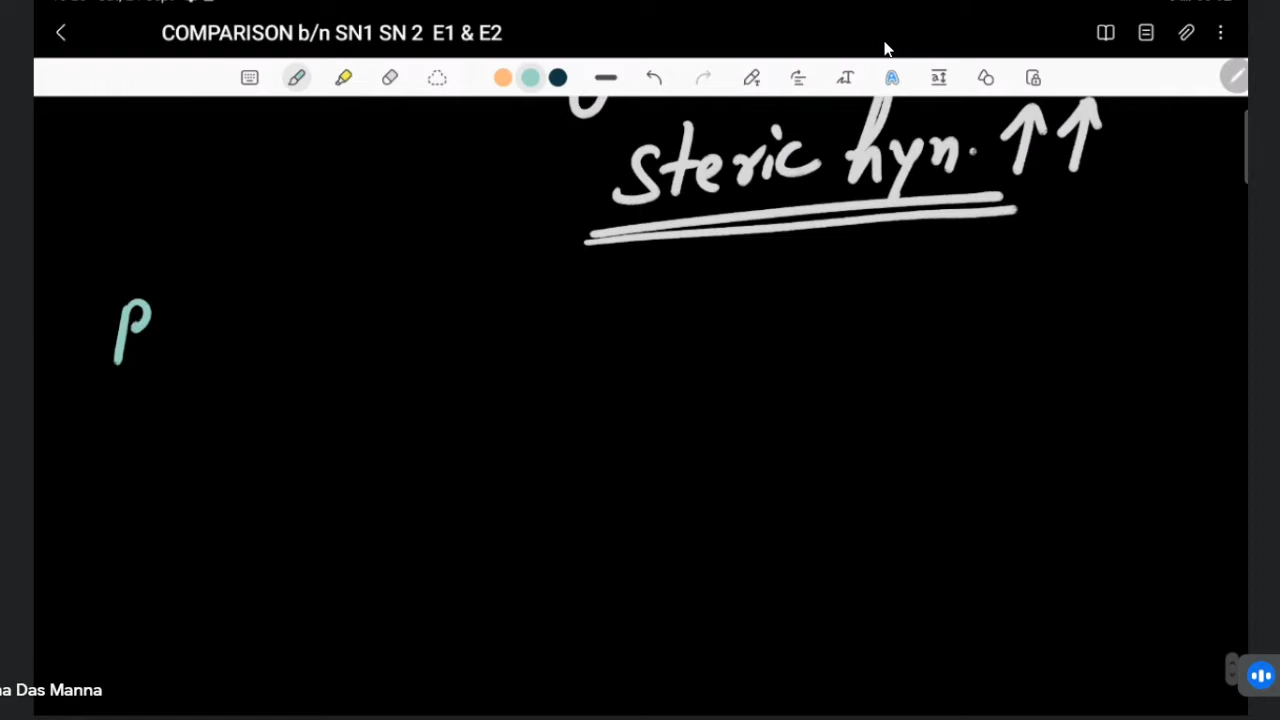 COMPARISON b/n SN1 SN 2 E1 & E2
steric hyn. ↑↑
P
a Das Manna